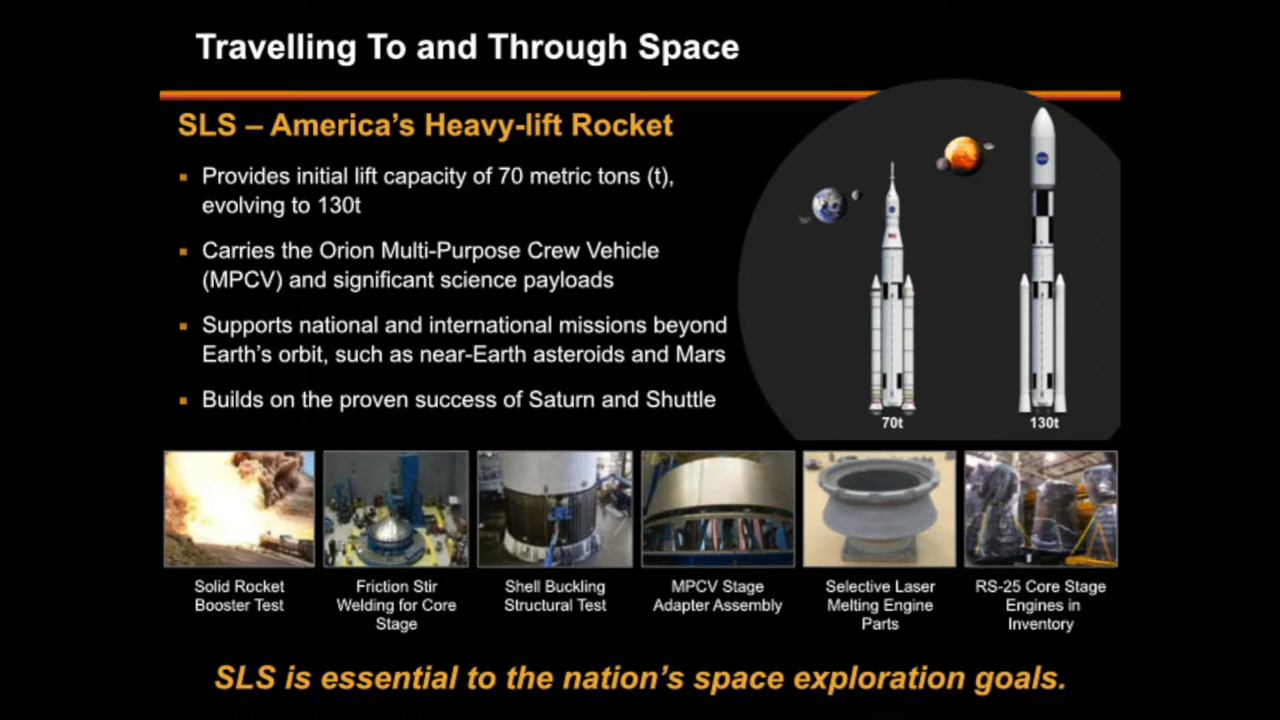 Travelling To and Through Space
SLS – America's Heavy-lift Rocket
Provides initial lift capacity of 70 metric tons (t),
evolving to 130t
Carries the Orion Multi-Purpose Crew Vehicle
(MPCV) and significant science payloads
Supports national and international missions beyond
Earth's orbit, such as near-Earth asteroids and Mars
Builds on the proven success of Saturn and Shuttle
70t
130t
Solid Rocket
Booster Test
Friction Stir
Welding for Core
Stage
Shell Buckling
Structural Test
MPCV Stage
Adapter Assembly
Selective Laser
Melting Engine
Parts
RS-25 Core Stage
Engines in
Inventory
SLS is essential to the nation's space exploration goals.